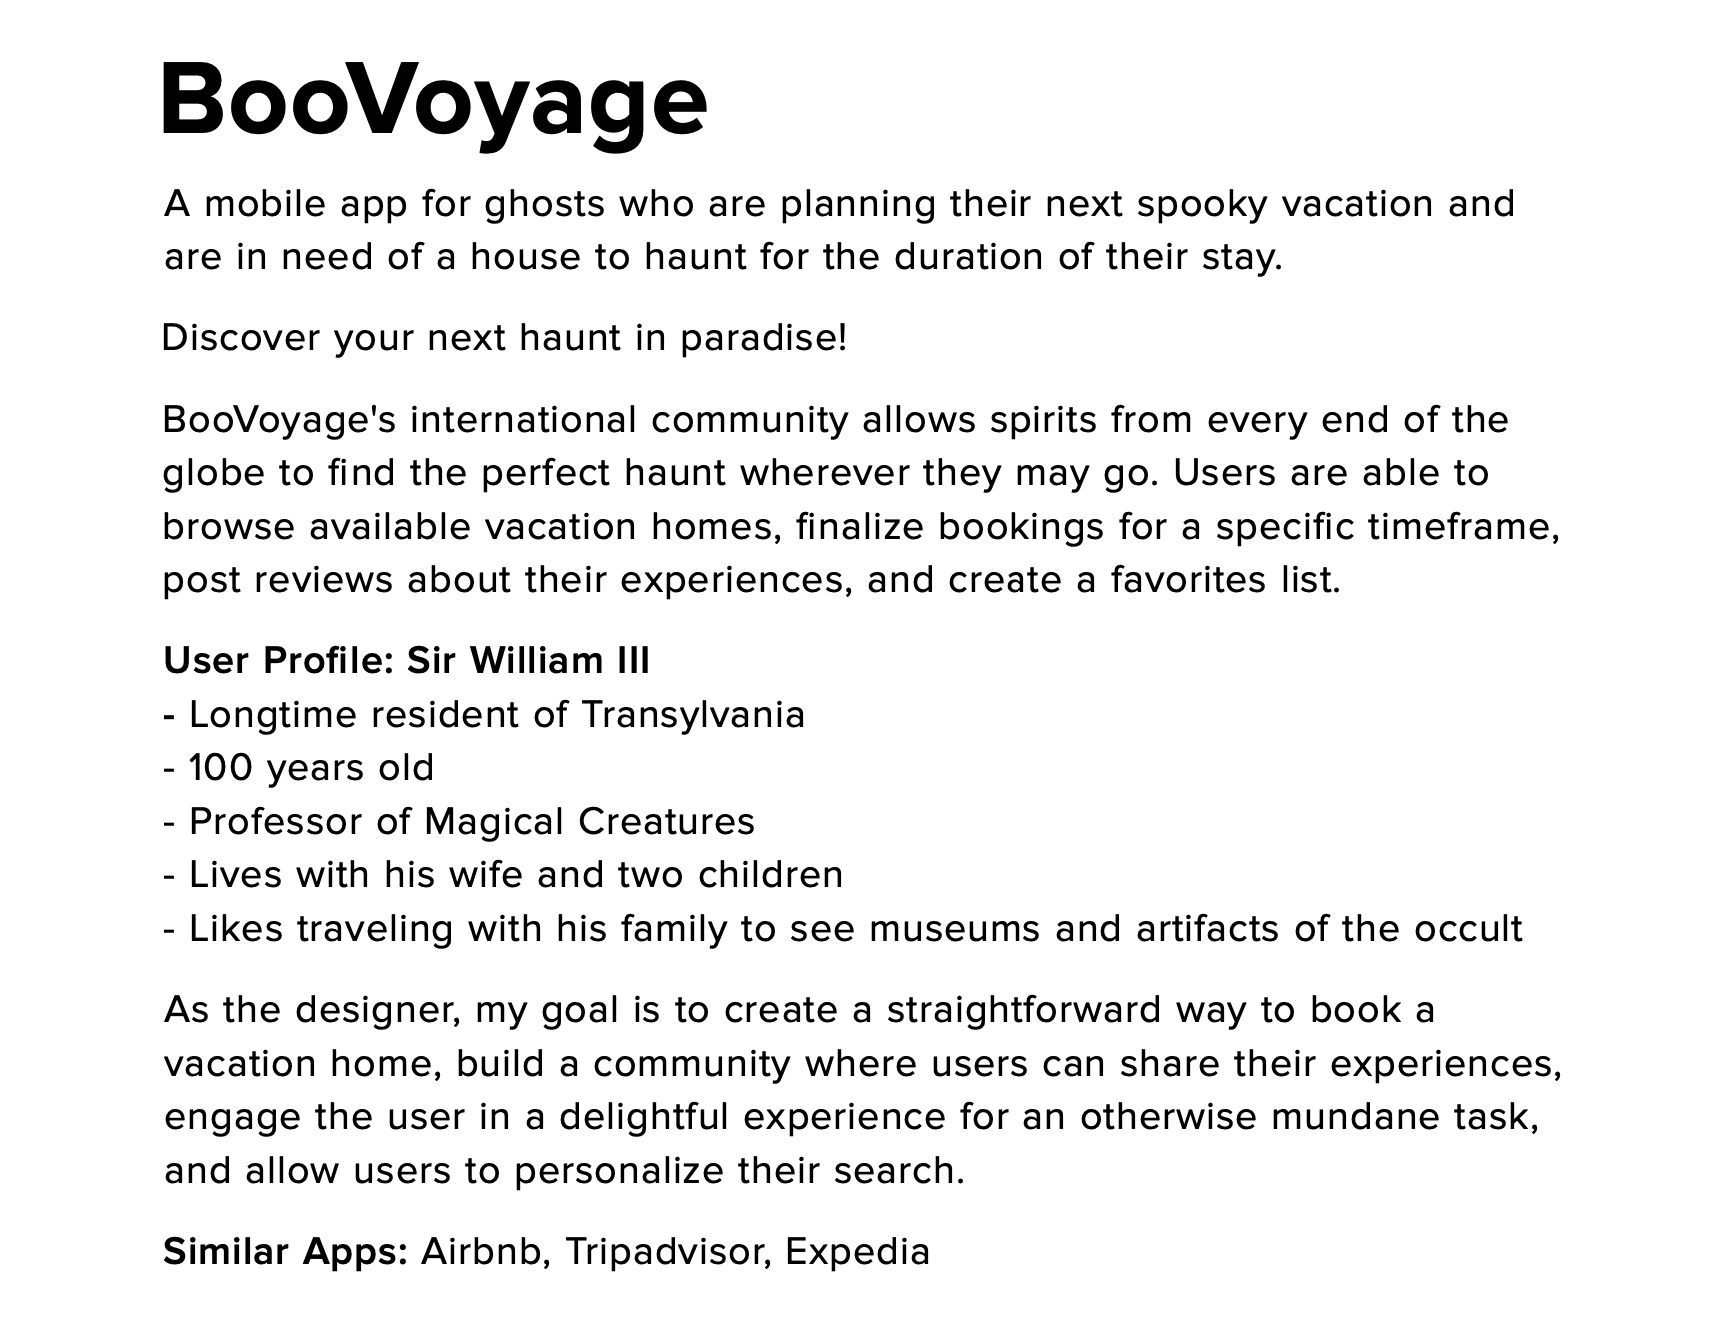 BooVoyage
A mobile app for ghosts who are planning their next spooky vacation and
are in need of a house to haunt for the duration of their stay.
Discover your next haunt in paradise!
BooVoyage's international community allows spirits from every end of the
globe to find the perfect haunt wherever they may go. Users are able to
browse available vacation homes, finalize bookings for a specific timeframe,
post reviews about their experiences, and create a favorites list.
User Profile: Sir William III
- Longtime resident of Transylvania
- 100 years old
- Professor of Magical Creatures
- Lives with his wife and two children
- Likes traveling with his family to see museums and artifacts of the occult
As the designer, my goal is to create a straightforward way to book a
vacation home, build a community where users can share their experiences,
engage the user in a delightful experience for an otherwise mundane task,
and allow users to personalize their search.
Similar Apps: Airbnb, Tripadvisor, Expedia